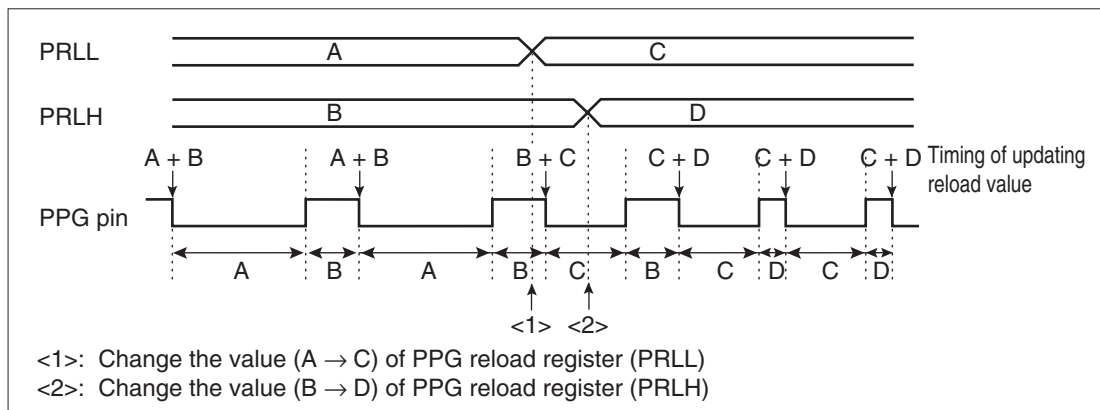 PRLL A C
PRLH B D
A + B A + B B + C C + D C + D C + D Timing of updating
reload value
PPG pin
A B A B C B C D C D
<1> <2>
<1>: Change the value (A → C) of PPG reload register (PRLL)
<2>: Change the value (B → D) of PPG reload register (PRLH)